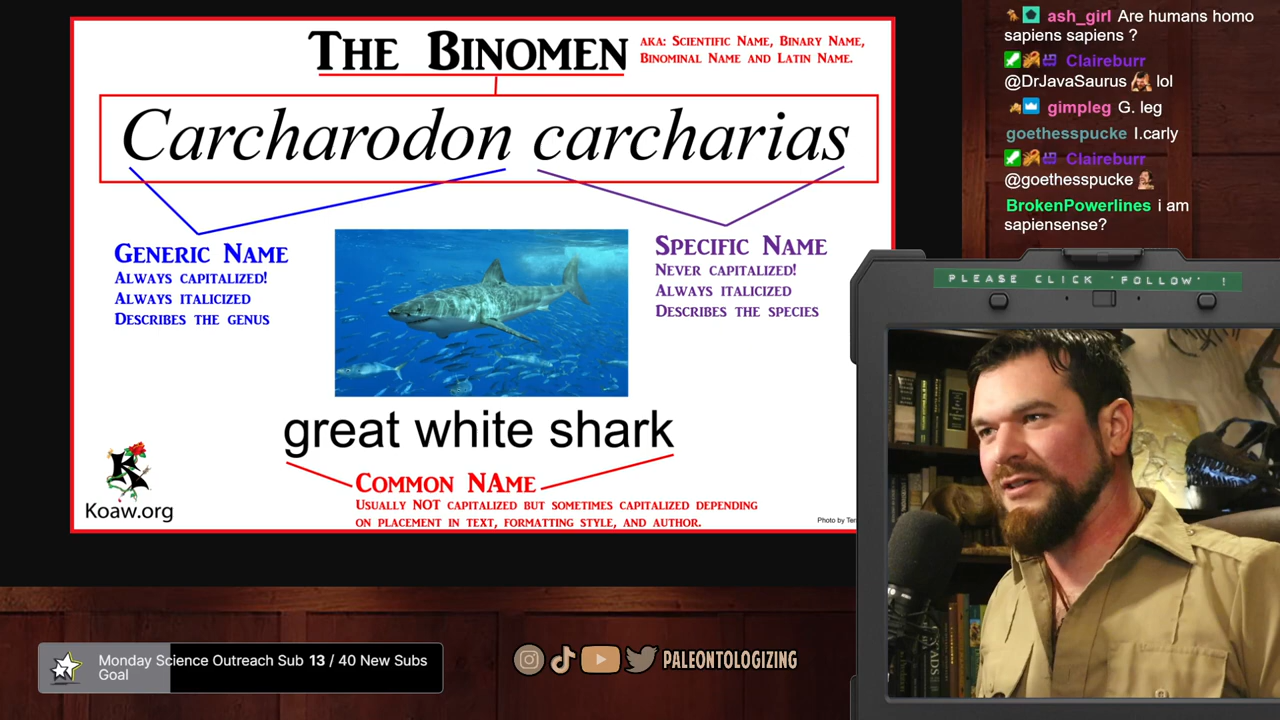 THE BINOMEN
AKA: SCIENTIFIC NAME, BINARY NAME,
BINOMINAL NAME AND LATIN NAME.
Carcharodon carcharias
GENERIC NAME
ALWAYS CAPITALIZED!
ALWAYS ITALICIZED
DESCRIBES THE GENUS
SPECIFIC NAME
NEVER CAPITALIZED!
ALWAYS ITALICIZED
DESCRIBES THE SPECIES
great white shark
COMMON NAME
USUALLY NOT CAPITALIZED BUT SOMETIMES CAPITALIZED DEPENDING
ON PLACEMENT IN TEXT, FORMATTING STYLE, AND AUTHOR.
Koaw.org
Photo by
ash_girl Are humans homo
sapiens sapiens ?
Claireburr
@DrJavaSaurus lol
gimpleg G. leg
goethesspucke I.carly
Claireburr
@goethesspucke
BrokenPowerlines i am
sapiensense?
PLEASE CLICK "FOLLOW" !
Monday Science Outreach Sub 13 / 40 New Subs
Goal
PALEONTOLOGIZING